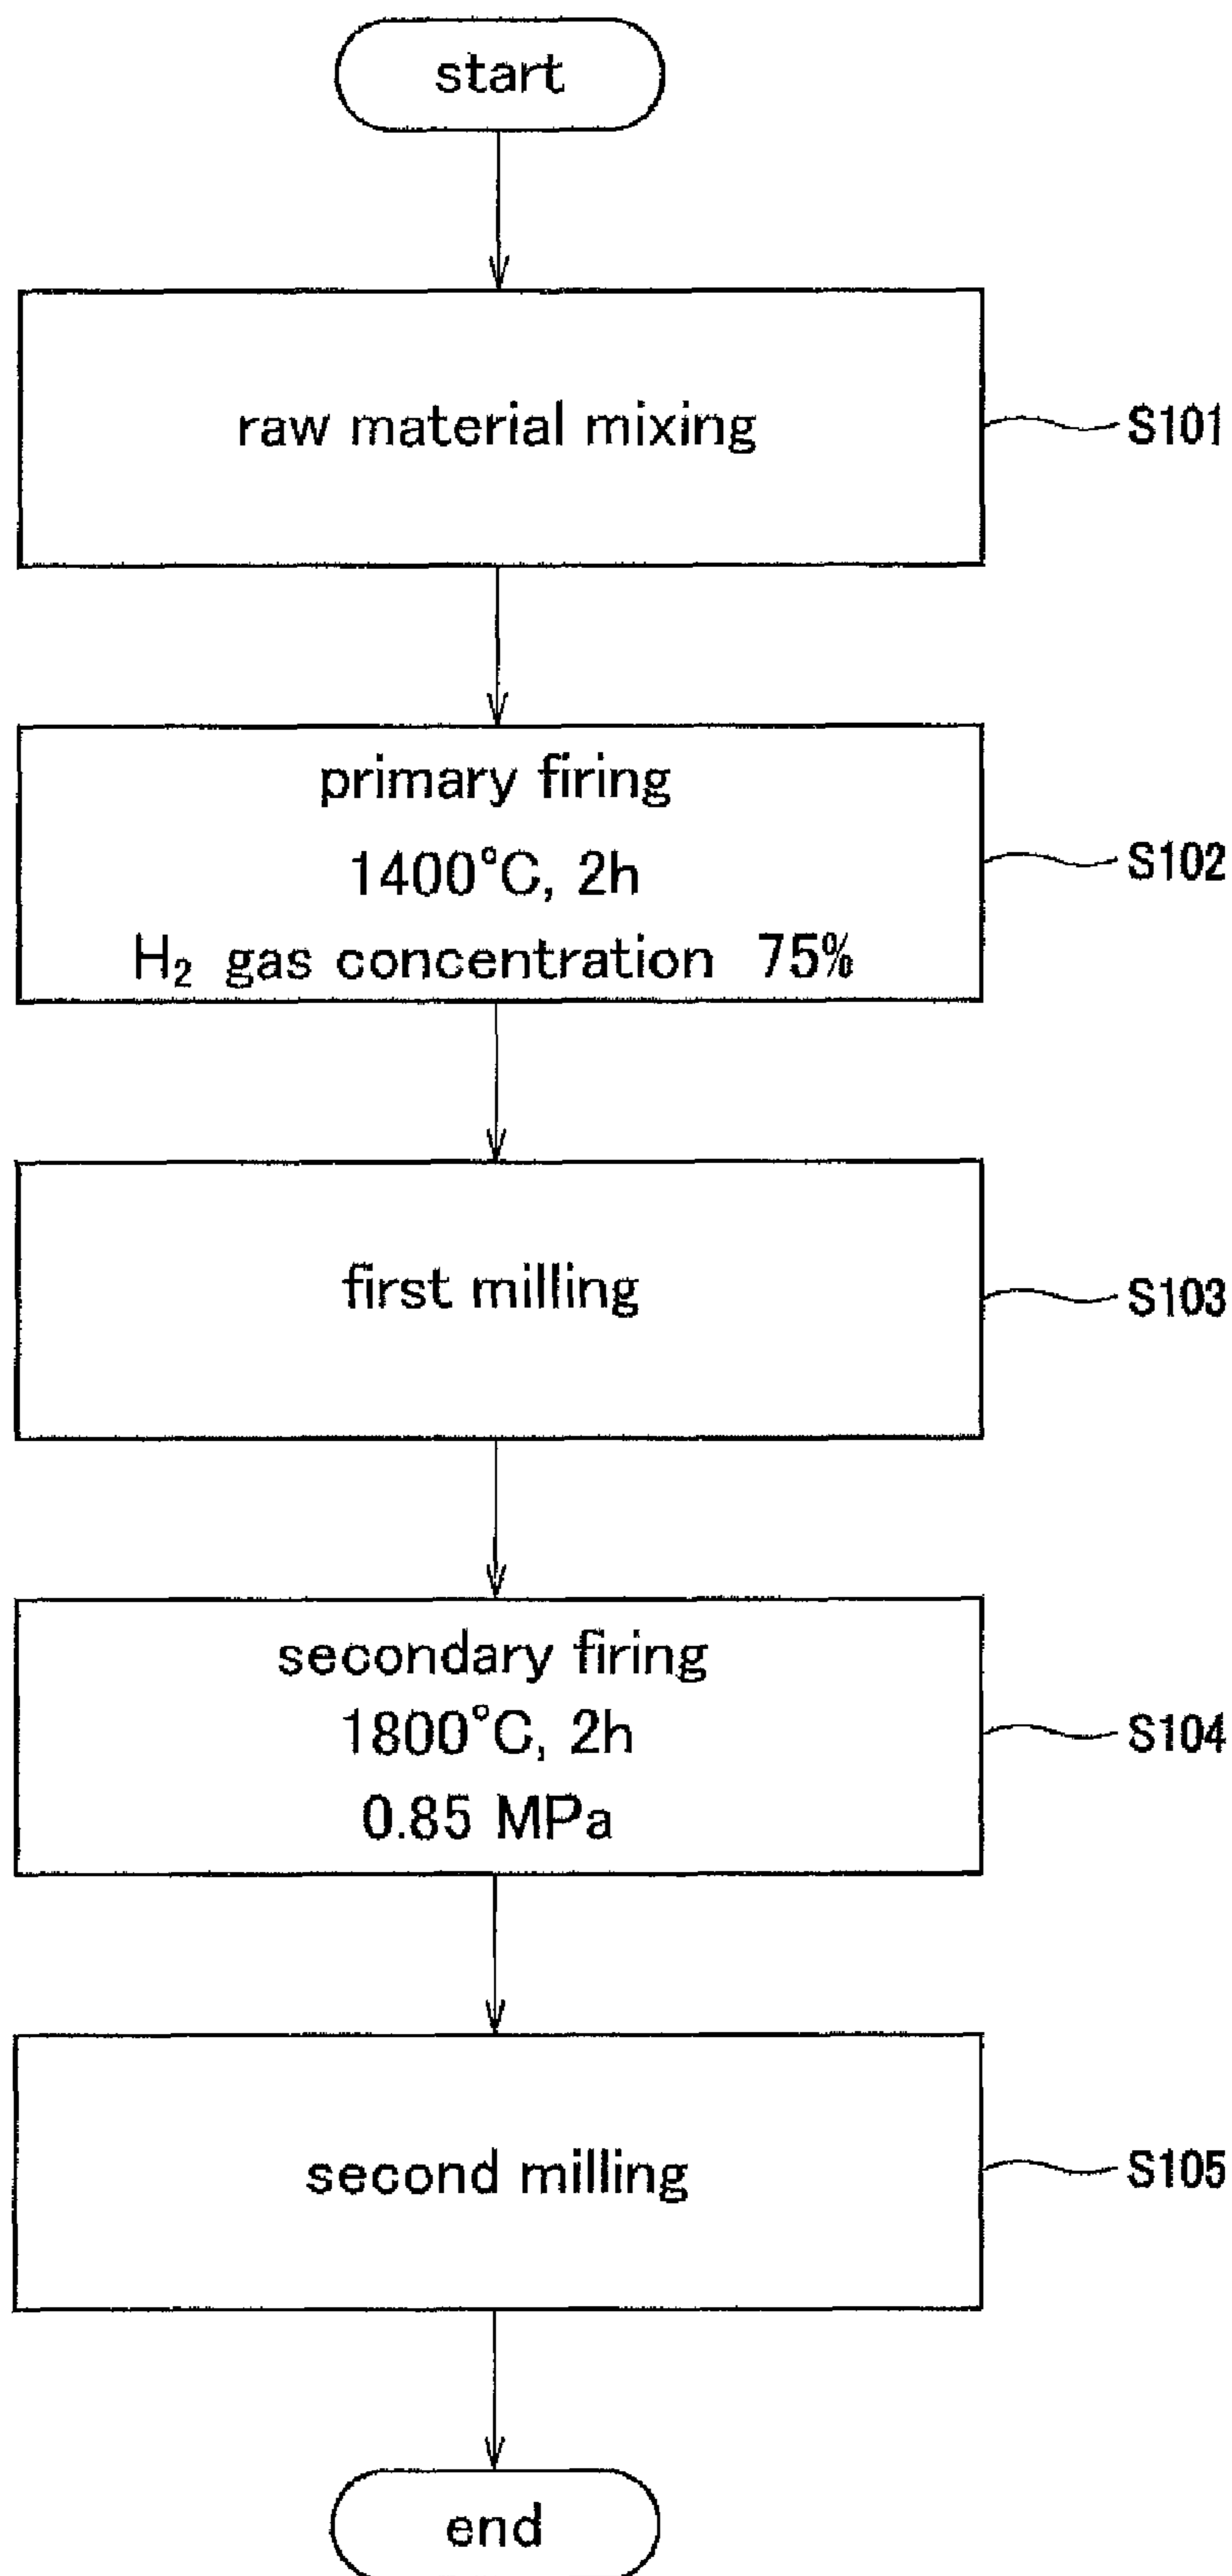 start
raw material mixing
S101
primary firing
1400°C, 2h
H₂ gas concentration 75%
S102
first milling
S103
secondary firing
1800°C, 2h
0.85 MPa
S104
second milling
S105
end